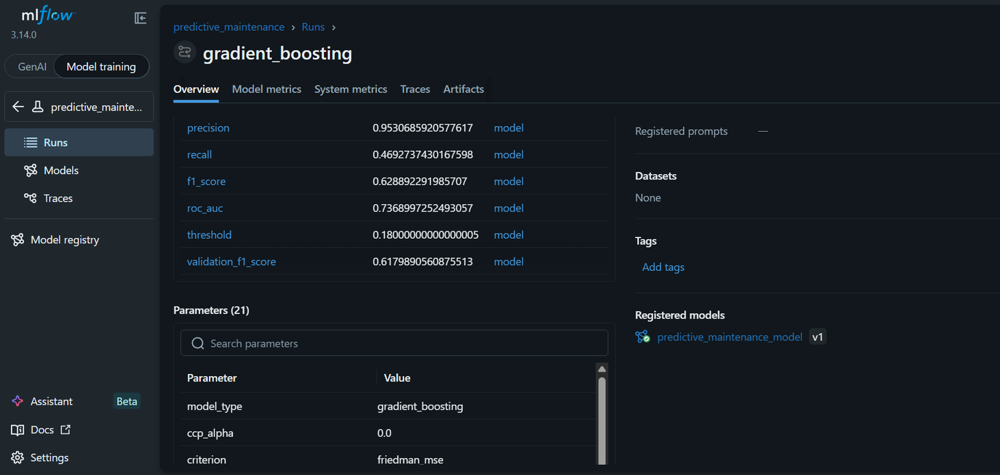 mlflow
3.14.0
GenAI Model training
predictive_mainte...
Runs
Models
Traces
Model registry
Assistant Beta
Docs
Settings
predictive_maintenance › Runs ›
gradient_boosting
Overview Model metrics System metrics Traces Artifacts
precision 0.9530685920577617 model
recall 0.4692737430167598 model
f1_score 0.628892291985707 model
roc_auc 0.7368997252493057 model
threshold 0.18000000000000005 model
validation_f1_score 0.6179890560875513 model
Parameters (21)
Search parameters
Parameter Value
model_type gradient_boosting
ccp_alpha 0.0
criterion friedman_mse
Registered prompts —
Datasets
None
Tags
Add tags
Registered models
predictive_maintenance_model v1